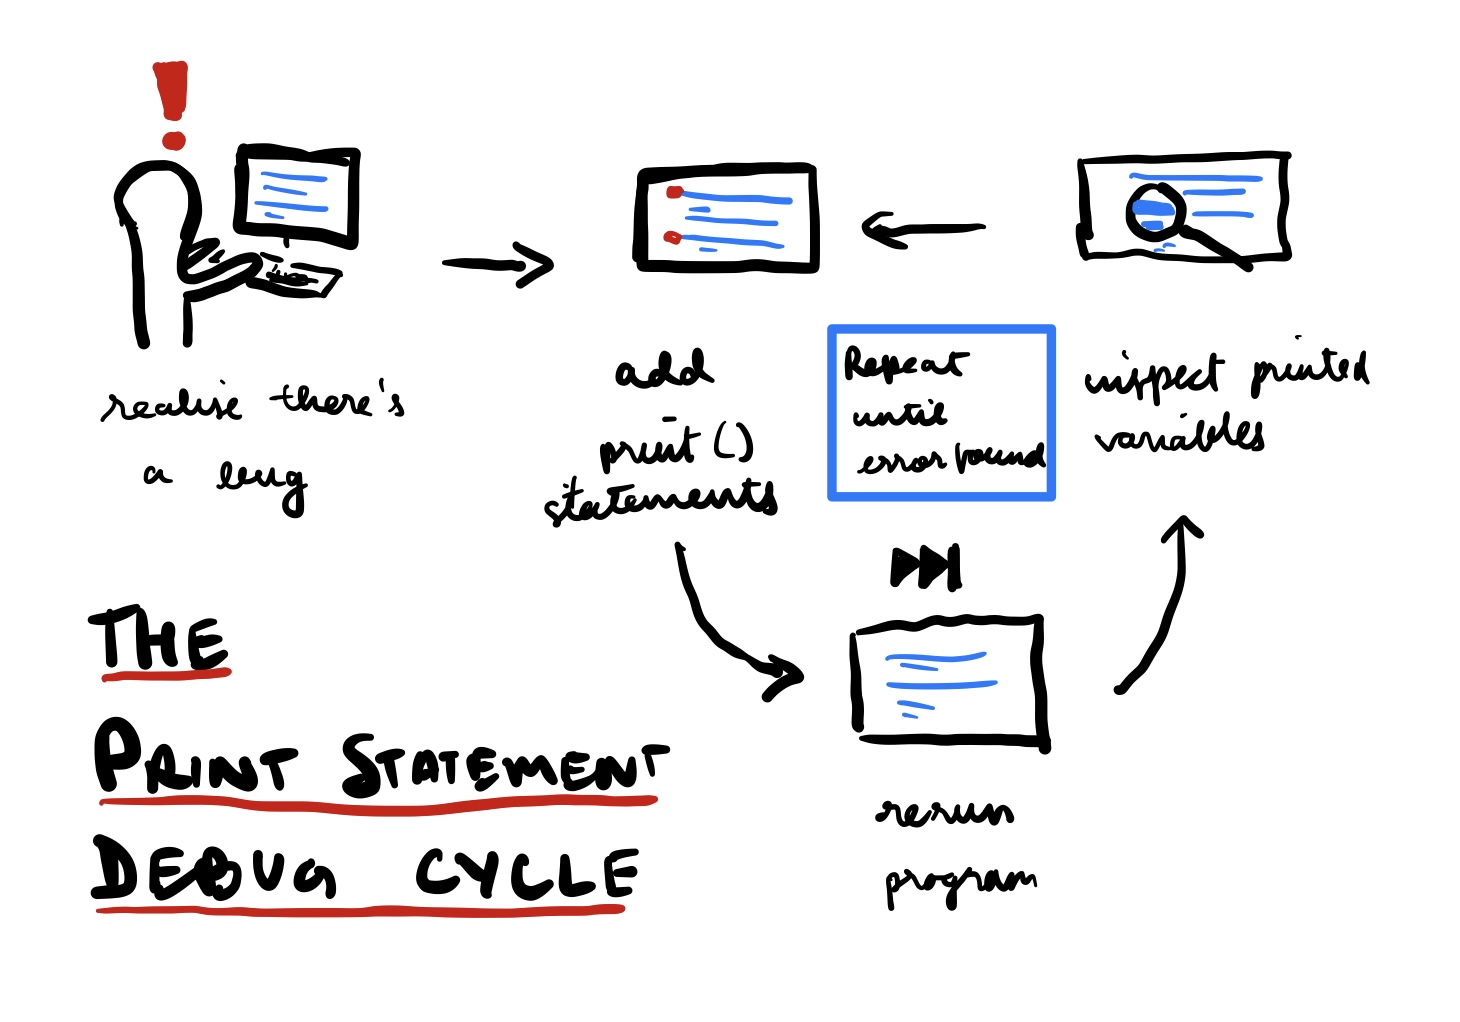 realise there's
a bug
add
print()
statements
Repeat
until
error found
inspect printed
variables
rerun
program
THE
PRINT STATEMENT
DEBUG CYCLE